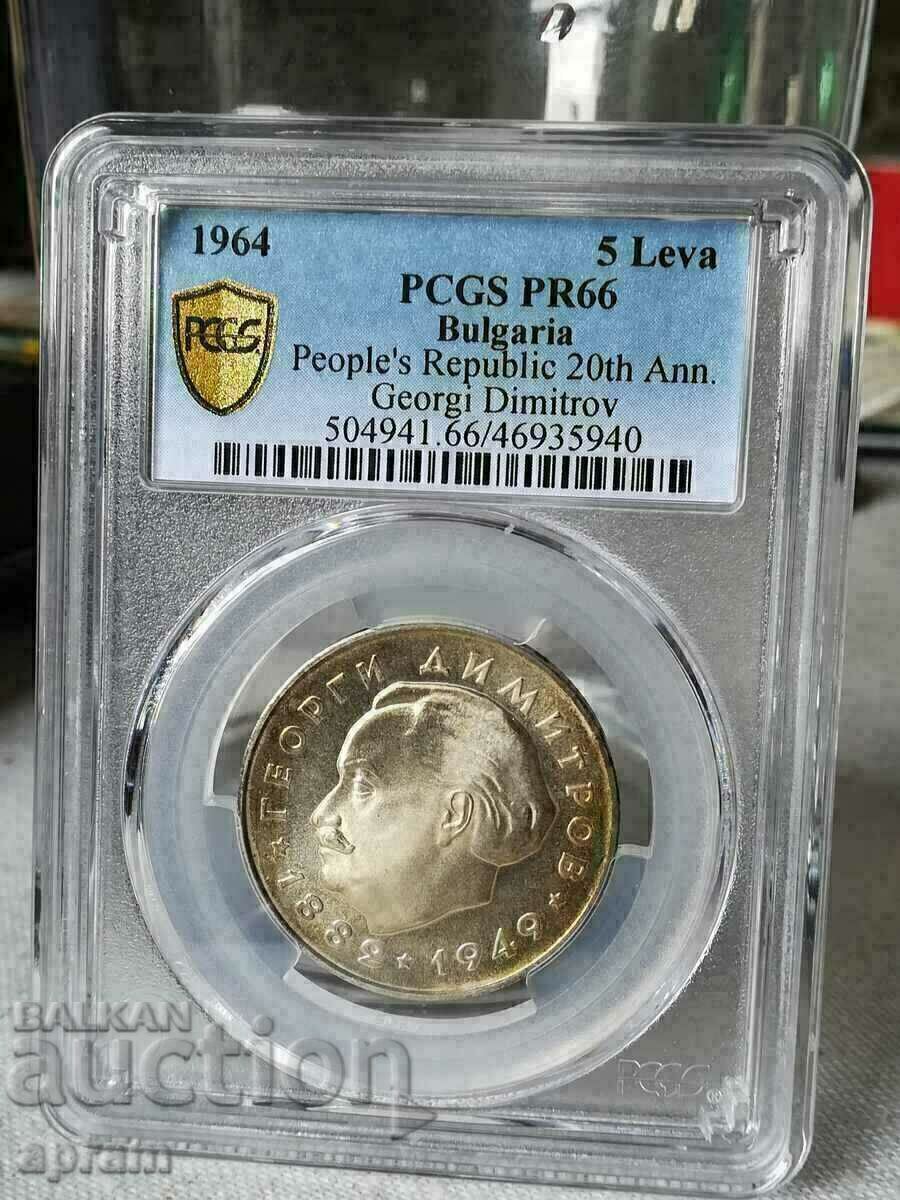 1964 5 Leva
PCGS PR66
Bulgaria
People's Republic 20th Ann.
Georgi Dimitrov
504941.66/46935940
PCGS
ГЕОРГИ ДИМИТРОВ
1882 ★ 1949
PCGS
BALKAN
auction
aprain